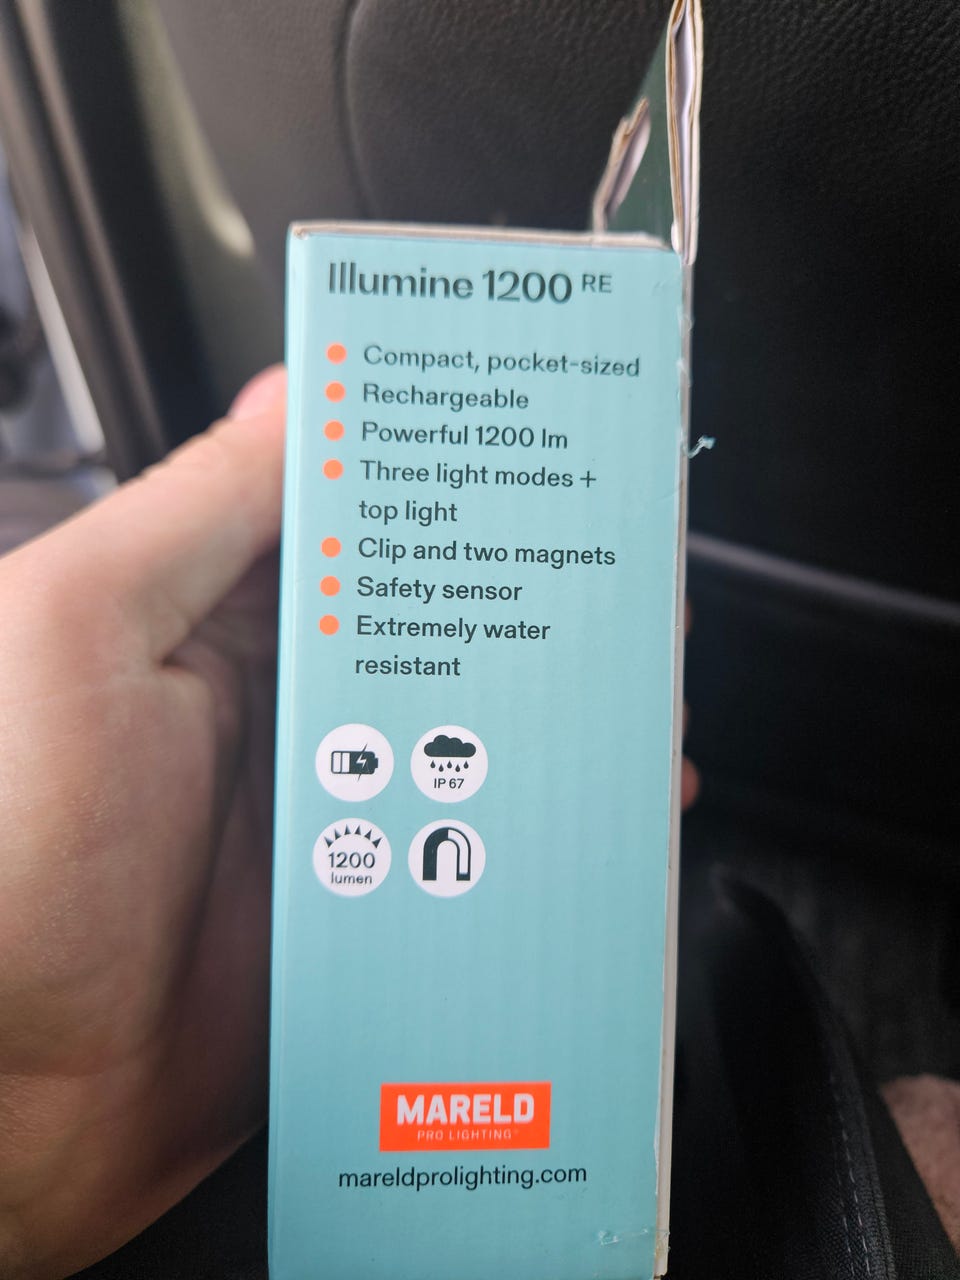 Illumine 1200 RE
Compact, pocket-sized
Rechargeable
Powerful 1200 lm
Three light modes +
top light
Clip and two magnets
Safety sensor
Extremely water
resistant
IP 67
1200
lumen
MARELD
PRO LIGHTING
mareldprolighting.com